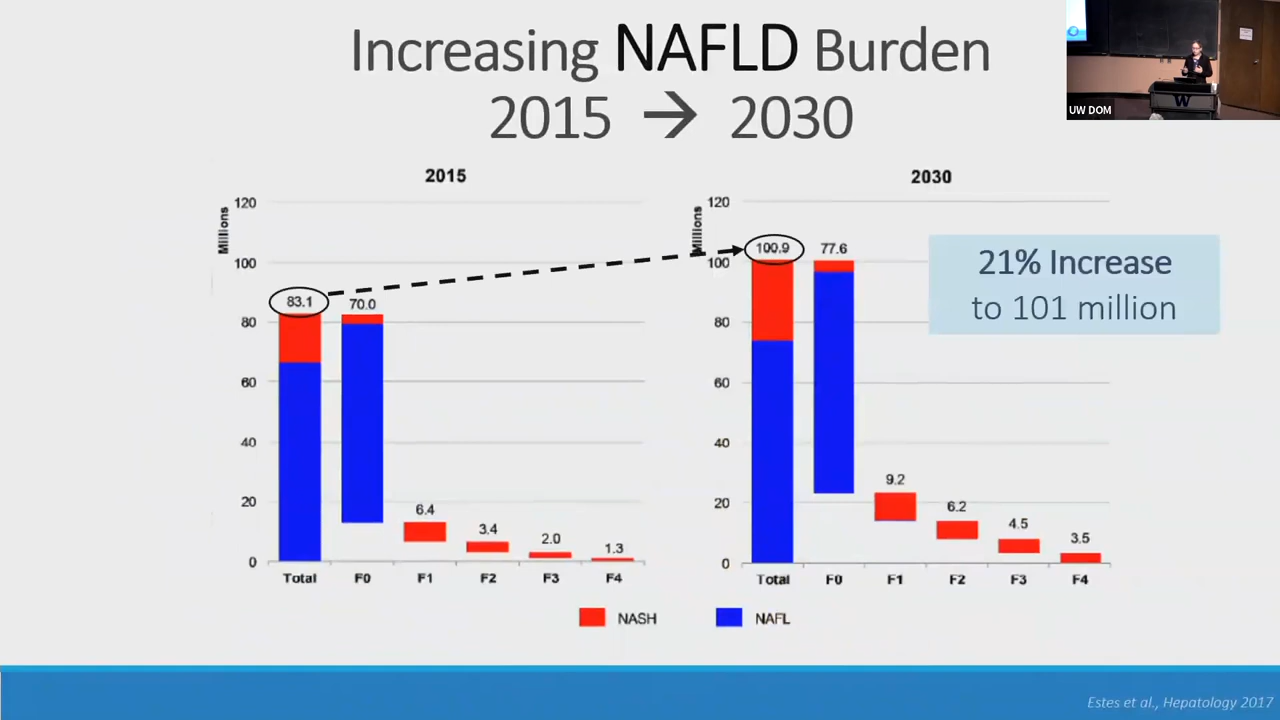 Increasing NAFLD Burden
2015 → 2030
UW DOM
W
2015
Millions
120
100
80
60
40
20
0
83.1
70.0
6.4
3.4
2.0
1.3
Total F0 F1 F2 F3 F4
2030
Millions
120
100
80
60
40
20
0
100.9
77.6
9.2
6.2
4.5
3.5
Total F0 F1 F2 F3 F4
21% Increase
to 101 million
NASH NAFL
Estes et al., Hepatology 2017